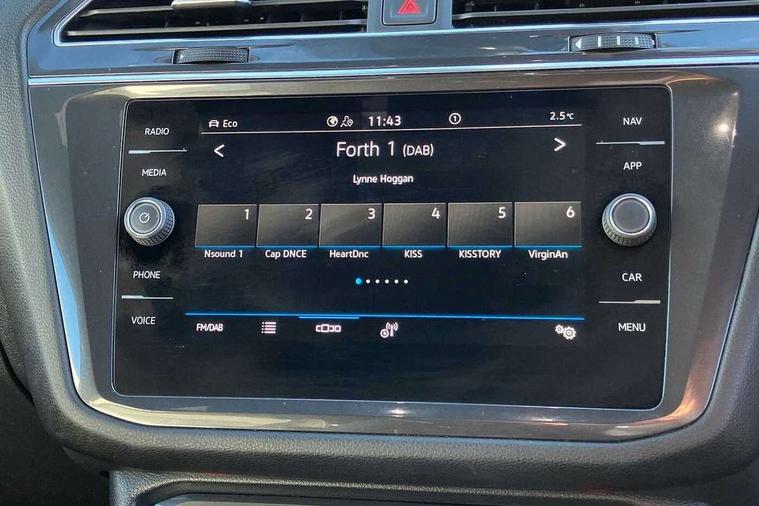 Eco 11:43 1 2.5°C
RADIO
NAV
Forth 1 (DAB)
MEDIA
APP
Lynne Hoggan
1 2 3 4 5 6
Nsound 1 Cap DNCE HeartDnc KISS KISSTORY VirginAn
PHONE
CAR
VOICE
FM/DAB
MENU